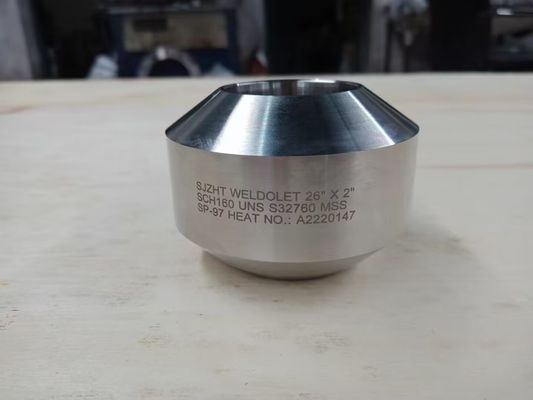 SJZHT WELDOLET 26" X 2"
SCH160 UNS S32760 MSS
SP-97 HEAT NO.: A2220147